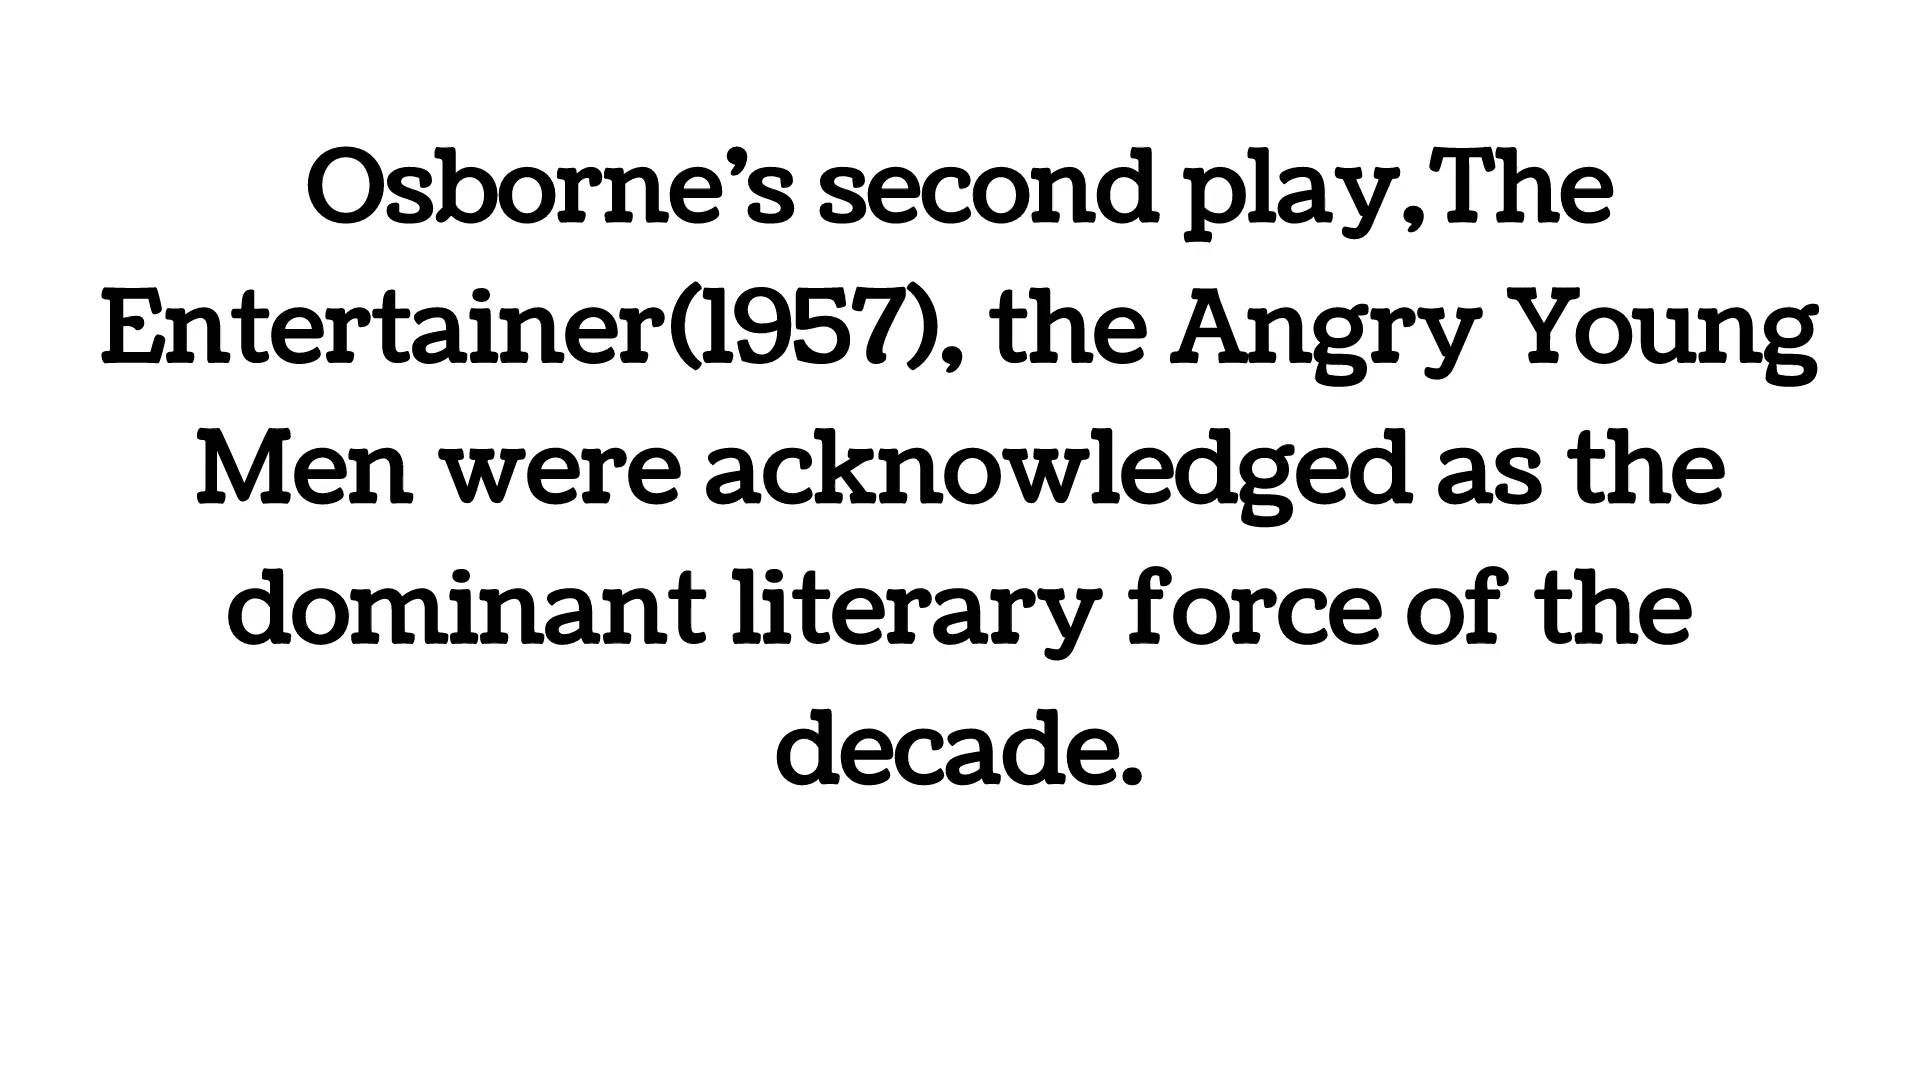 Osborne’s second play,The
Entertainer(1957), the Angry Young
Men were acknowledged as the
dominant literary force of the
decade.